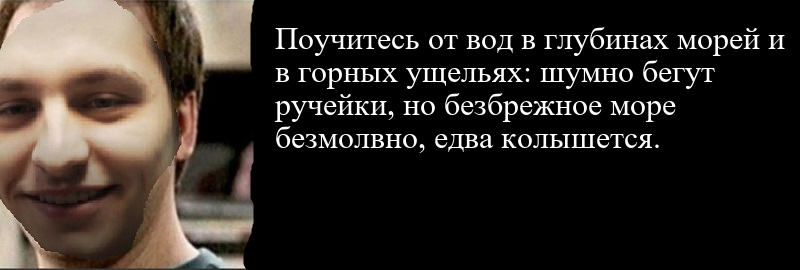 Поучитесь от вод в глубинах морей и
в горных ущельях: шумно бегут
ручейки, но безбрежное море
безмолвно, едва колышется.